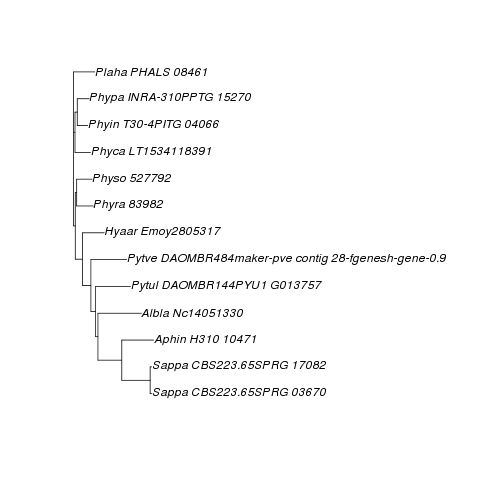 Plaha PHALS 08461
Phypa INRA-310PPTG 15270
Phyin T30-4PITG 04066
Phyca LT1534118391
Physo 527792
Phyra 83982
Hyaar Emoy2805317
Pytve DAOMBR484maker-pve contig 28-fgenesh-gene-0.9
Pytul DAOMBR144PYU1 G013757
Albla Nc14051330
Aphin H310 10471
Sappa CBS223.65SPRG 17082
Sappa CBS223.65SPRG 03670